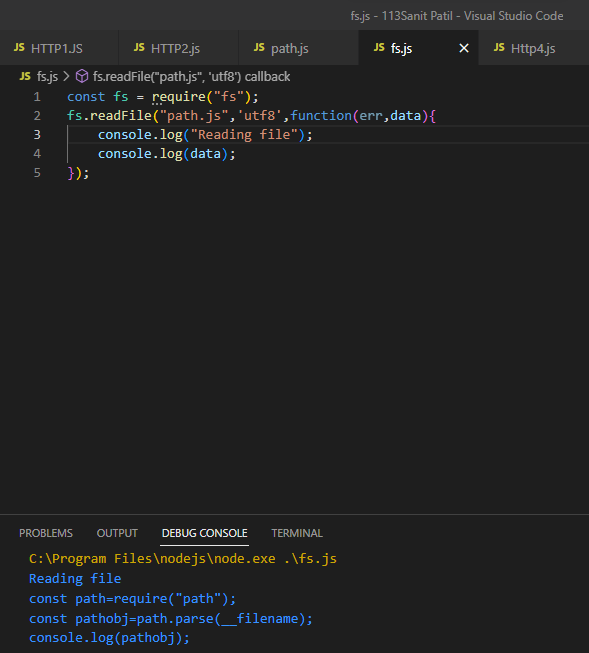 fs.js - 113Sanit Patil - Visual Studio Code
JS HTTP1.JS JS HTTP2.js JS path.js JS fs.js × JS Http4.js
JS fs.js > fs.readFile("path.js", 'utf8') callback
1 const fs = require("fs");
2 fs.readFile("path.js",'utf8',function(err,data){
3 console.log("Reading file");
4 console.log(data);
5 });
PROBLEMS OUTPUT DEBUG CONSOLE TERMINAL
C:\Program Files\nodejs\node.exe .\fs.js
Reading file
const path=require("path");
const pathobj=path.parse(__filename);
console.log(pathobj);